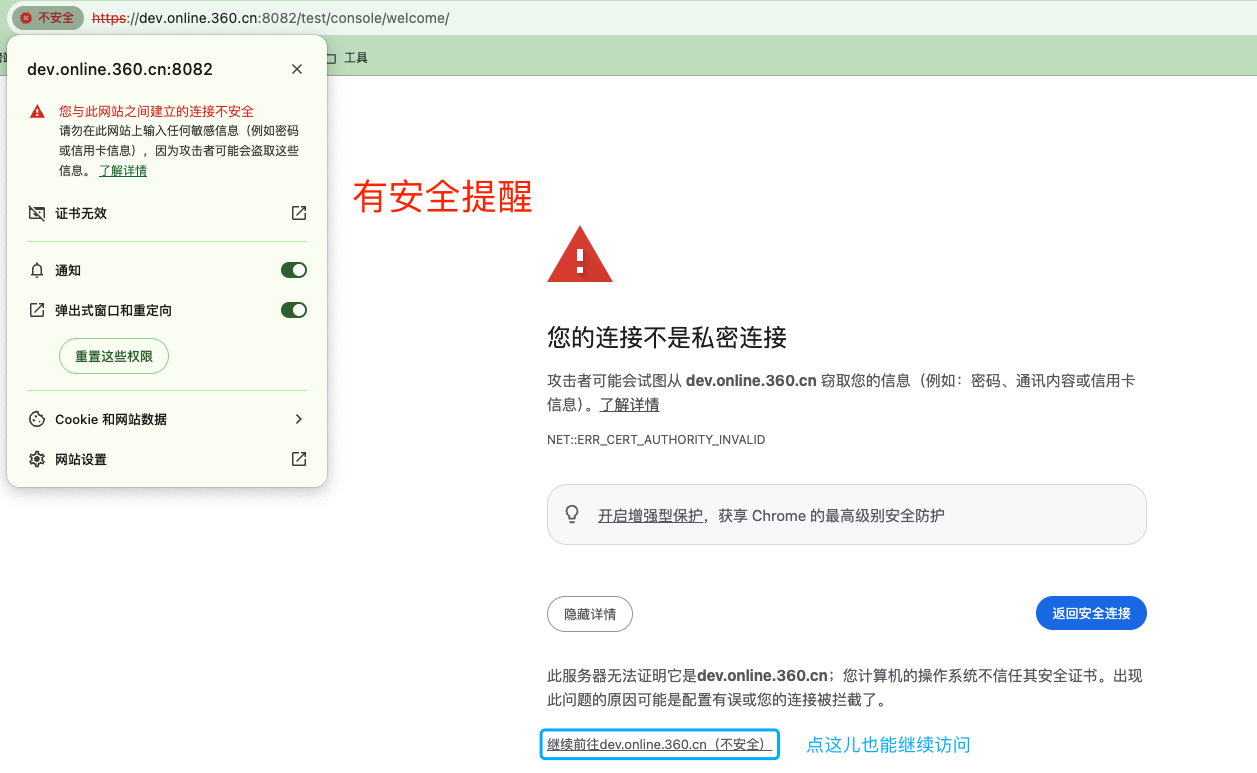 不安全 https://dev.online.360.cn:8082/test/console/welcome/
工具
dev.online.360.cn:8082
您与此网站之间建立的连接不安全
请勿在此网站上输入任何敏感信息（例如密码
或信用卡信息），因为攻击者可能会盗取这些
信息。 了解详情
证书无效
通知
弹出式窗口和重定向
重置这些权限
Cookie 和网站数据
网站设置
有安全提醒
您的连接不是私密连接
攻击者可能会试图从 dev.online.360.cn 窃取您的信息（例如：密码、通讯内容或信用卡
信息）。了解详情
NET::ERR_CERT_AUTHORITY_INVALID
开启增强型保护，获享 Chrome 的最高级别安全防护
隐藏详情
返回安全连接
此服务器无法证明它是dev.online.360.cn；您计算机的操作系统不信任其安全证书。出现
此问题的原因可能是配置有误或您的连接被拦截了。
继续前往dev.online.360.cn（不安全）
点这儿也能继续访问